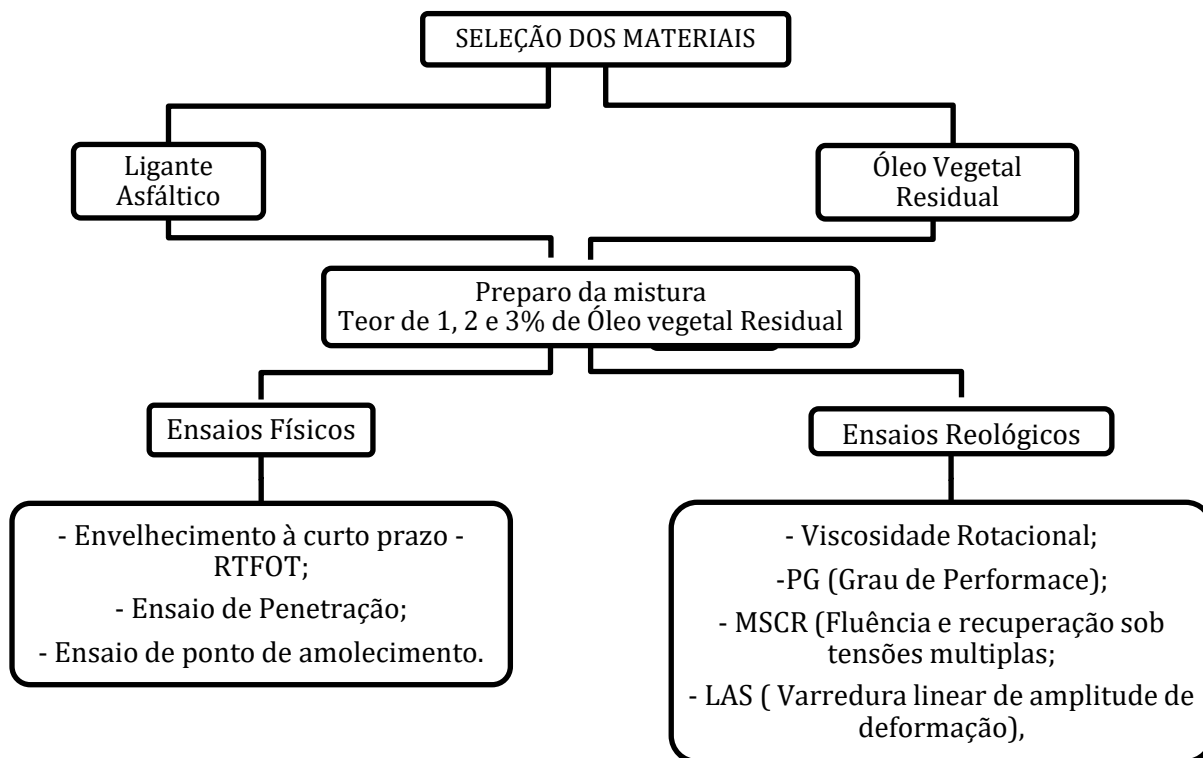 SELEÇÃO DOS MATERIAIS
Ligante
Asfáltico
Óleo Vegetal
Residual
Preparo da mistura
Teor de 1, 2 e 3% de Óleo vegetal Residual
Ensaios Físicos
Ensaios Reológicos
- Envelhecimento à curto prazo -
RTFOT;
- Ensaio de Penetração;
- Ensaio de ponto de amolecimento.
- Viscosidade Rotacional;
-PG (Grau de Performace);
- MSCR (Fluência e recuperação sob
tensões multiplas;
- LAS ( Varredura linear de amplitude de
deformação),